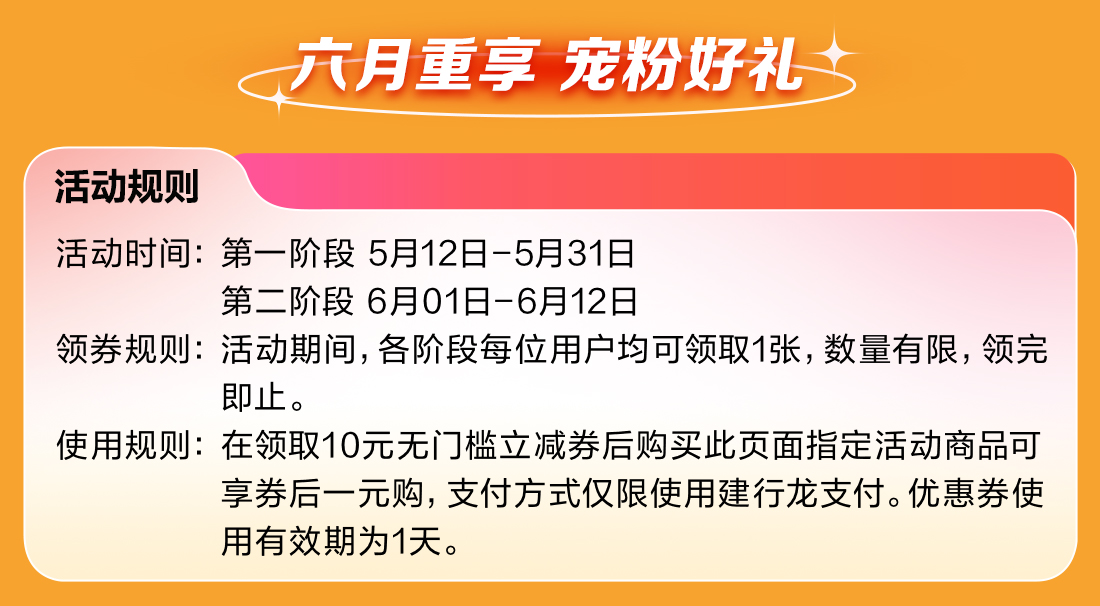 六月重享 宠粉好礼
活动规则
活动时间：第一阶段 5月12日-5月31日
第二阶段 6月01日-6月12日
领券规则：活动期间，各阶段每位用户均可领取1张，数量有限，领完
即止。
使用规则：在领取10元无门槛立减券后购买此页面指定活动商品可
享券后一元购，支付方式仅限使用建行龙支付。优惠券使
用有效期为1天。